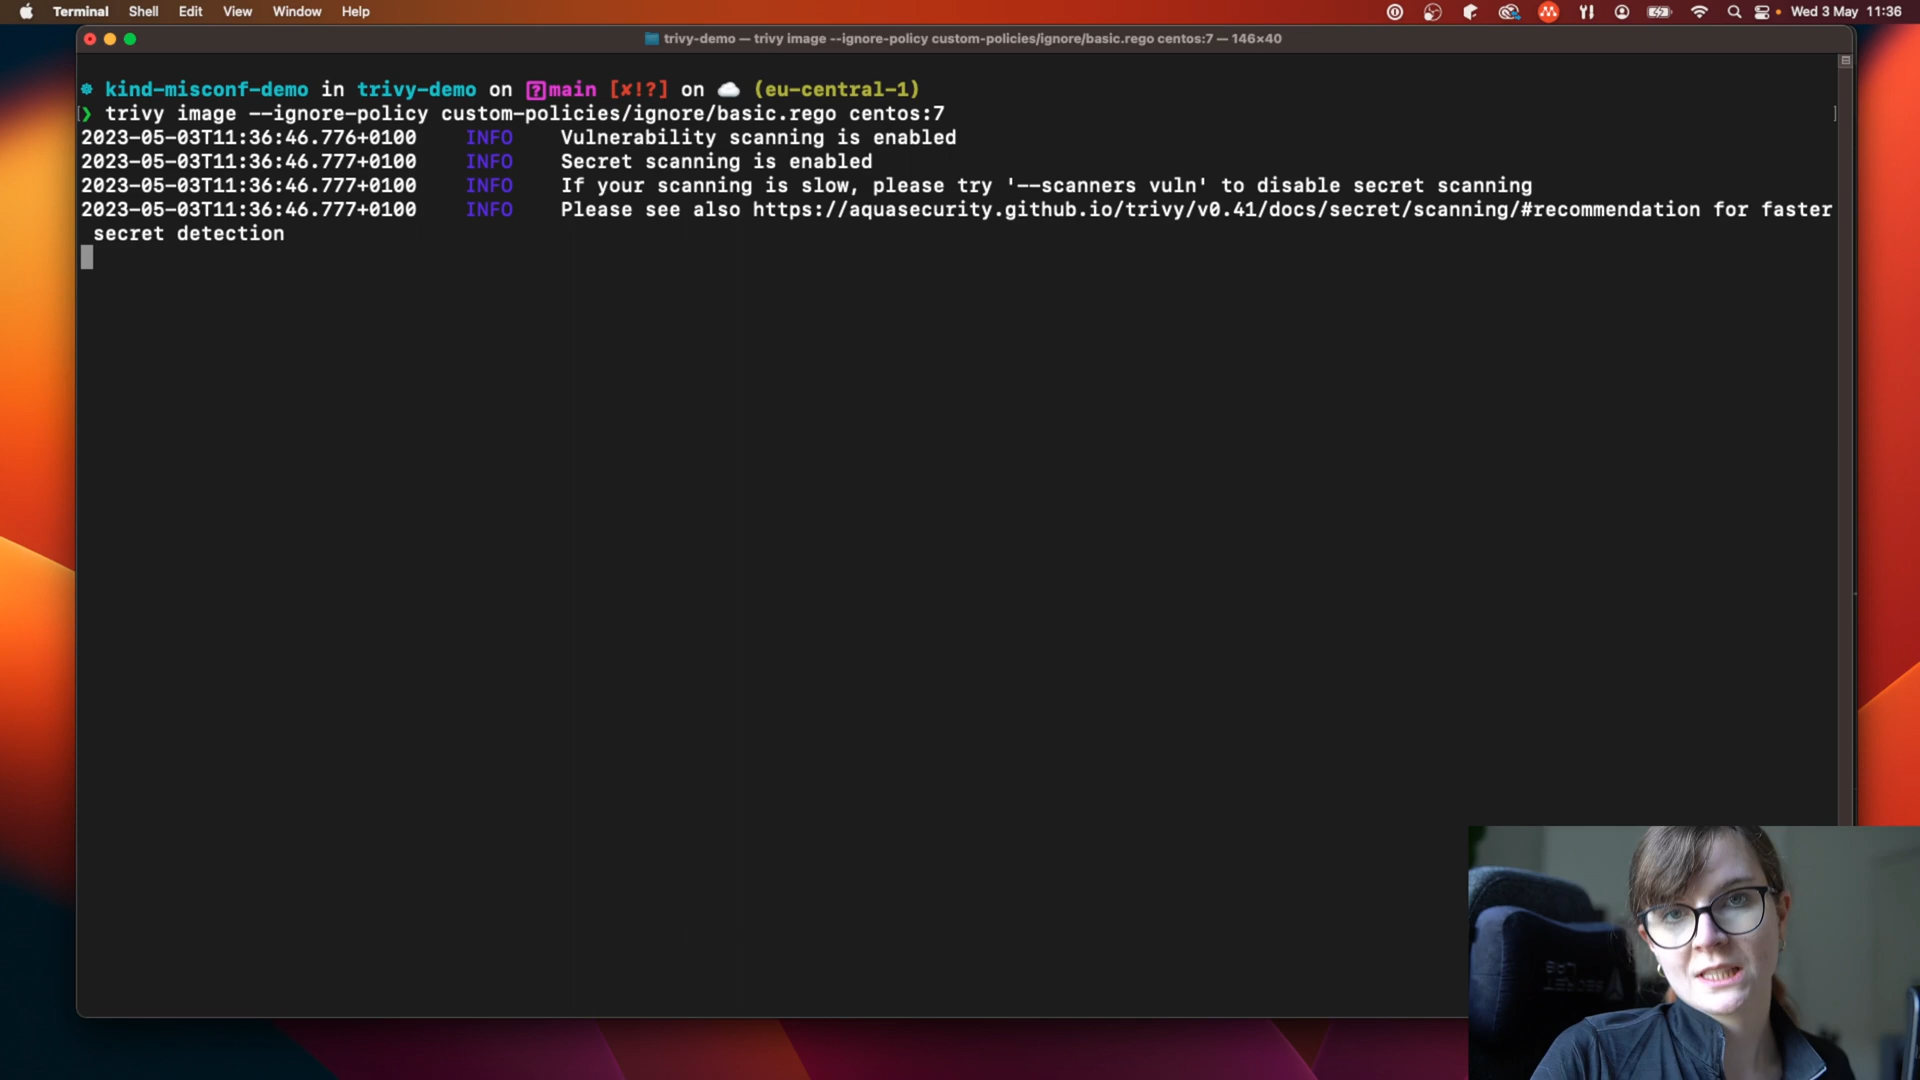 Terminal Shell Edit View Window Help Wed 3 May 11:36
trivy-demo — trivy image --ignore-policy custom-policies/ignore/basic.rego centos:7 — 146×40
kind-misconf-demo in trivy-demo on main [✘!?] on ☁️ (eu-central-1)
❯ trivy image --ignore-policy custom-policies/ignore/basic.rego centos:7
2023-05-03T11:36:46.776+0100 INFO Vulnerability scanning is enabled
2023-05-03T11:36:46.777+0100 INFO Secret scanning is enabled
2023-05-03T11:36:46.777+0100 INFO If your scanning is slow, please try '--scanners vuln' to disable secret scanning
2023-05-03T11:36:46.777+0100 INFO Please see also https://aquasecurity.github.io/trivy/v0.41/docs/secret/scanning/#recommendation for faster
secret detection